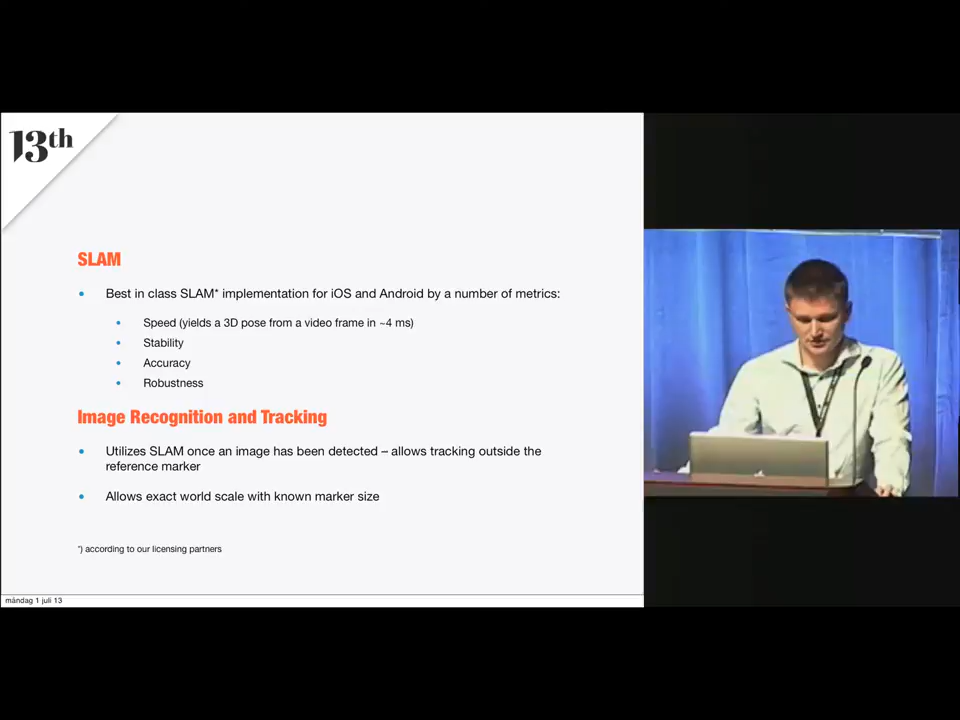 13th
SLAM
• Best in class SLAM* implementation for iOS and Android by a number of metrics:
• Speed (yields a 3D pose from a video frame in ~4 ms)
• Stability
• Accuracy
• Robustness
Image Recognition and Tracking
• Utilizes SLAM once an image has been detected – allows tracking outside the
reference marker
• Allows exact world scale with known marker size
*) according to our licensing partners
måndag 1 juli 13